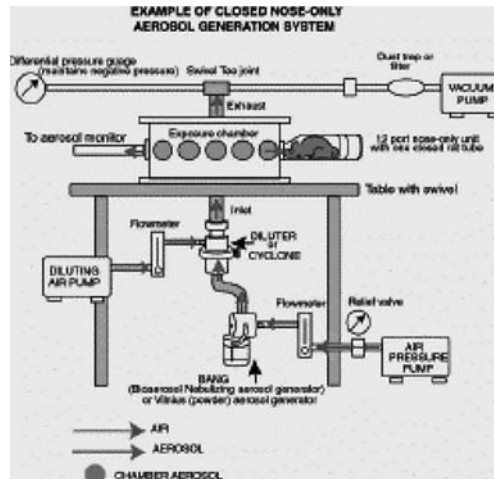 EXAMPLE OF CLOSED NOSE-ONLY
AEROSOL GENERATION SYSTEM
Differential pressure guage
(maintains negative pressure)
Swivel Tee joint
Dust trap or
filter
VACUUM
PUMP
Exhaust
To aerosol monitor
Exposure chamber
12 port nose-only unit
with one closed rat tube
Table with swivel
Inlet
Flowmeter
DILUTER
or
CYCLONE
DILUTING
AIR PUMP
Flowmeter
Relief valve
AIR
PRESSURE
PUMP
BANG
(Bioaerosol Nebulizing aerosol generator)
or Vilnius (powder) aerosol generator
AIR
AEROSOL
CHAMBER AEROSOL